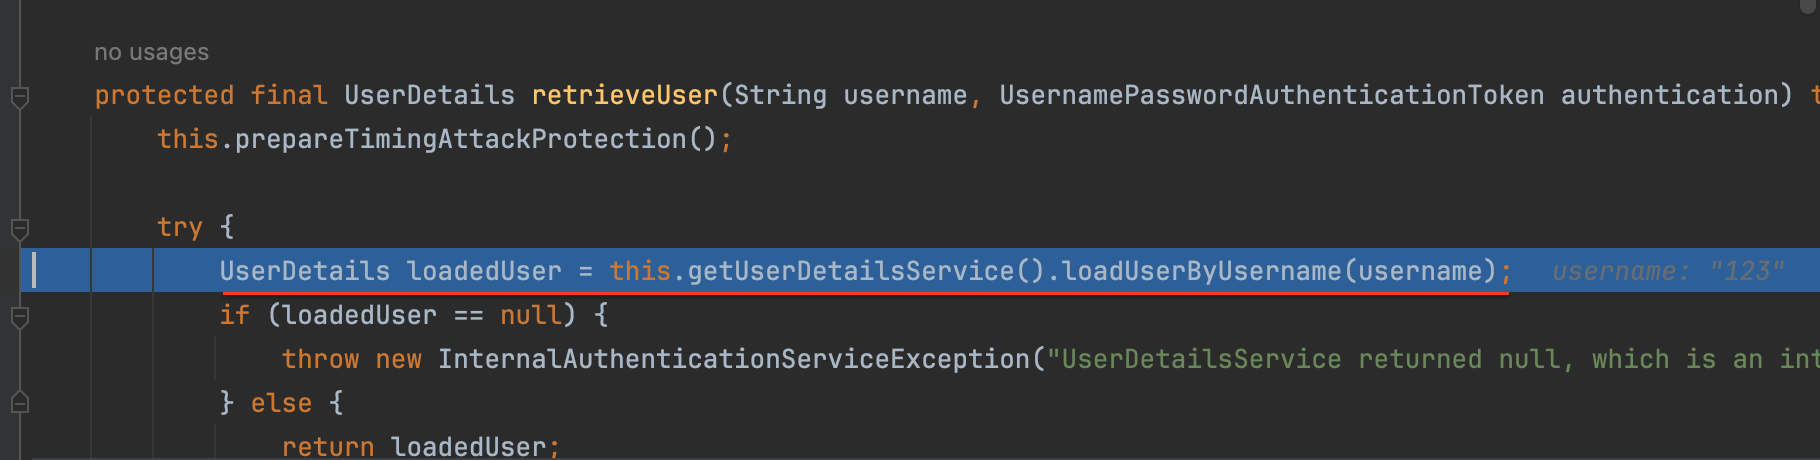 no usages
protected final UserDetails retrieveUser(String username, UsernamePasswordAuthenticationToken authentication) t
this.prepareTimingAttackProtection();
try {
UserDetails loadedUser = this.getUserDetailsService().loadUserByUsername(username); username: "123"
if (loadedUser == null) {
throw new InternalAuthenticationServiceException("UserDetailsService returned null, which is an int
} else {
return loadedUser;